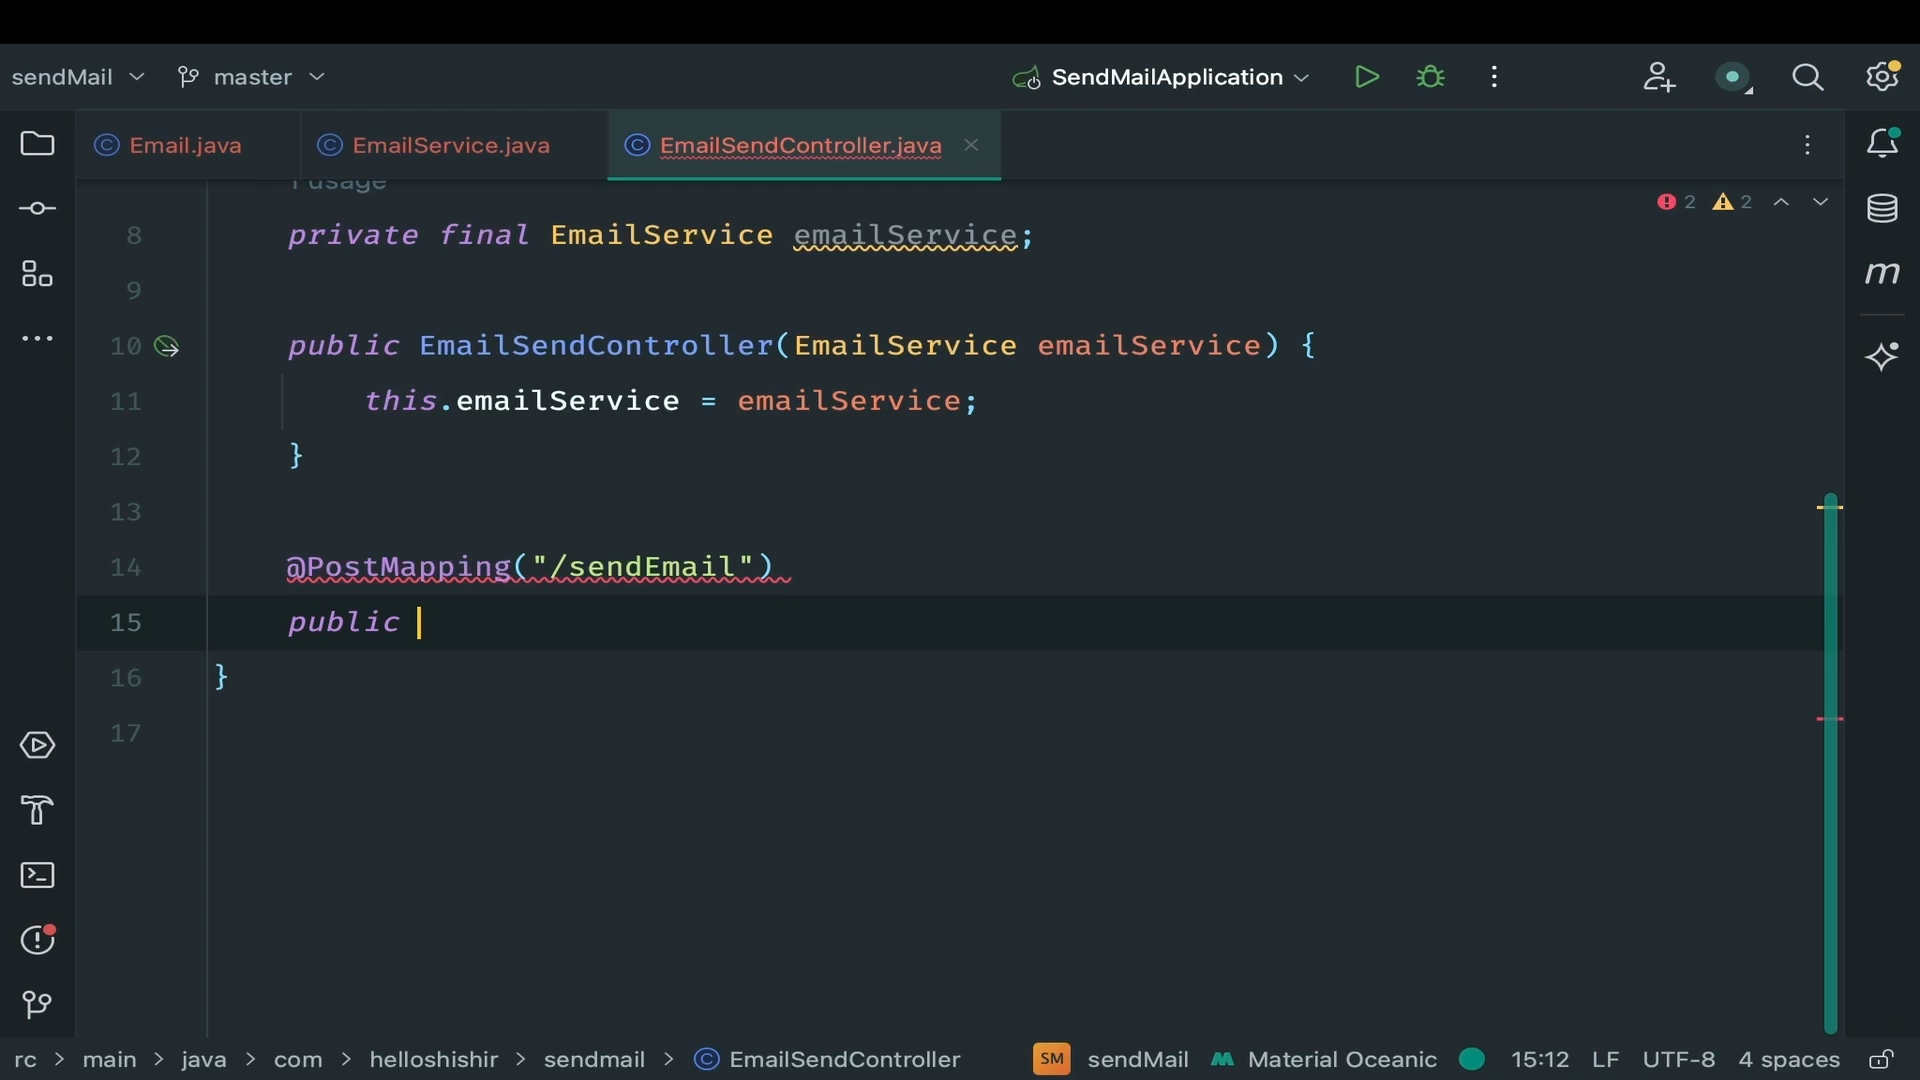 sendMail master SendMailApplication
Email.java EmailService.java EmailSendController.java
1 usage
2 2
8 private final EmailService emailService;
9
10 public EmailSendController(EmailService emailService) {
11 this.emailService = emailService;
12 }
13
14 @PostMapping("/sendEmail")
15 public
16 }
17
rc > main > java > com > helloshishir > sendmail > EmailSendController SM sendMail Material Oceanic 15:12 LF UTF-8 4 spaces